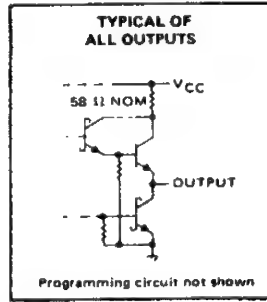 TYPICAL OF
ALL OUTPUTS
VCC
58 Ω NOM
OUTPUT
Programming circuit not shown